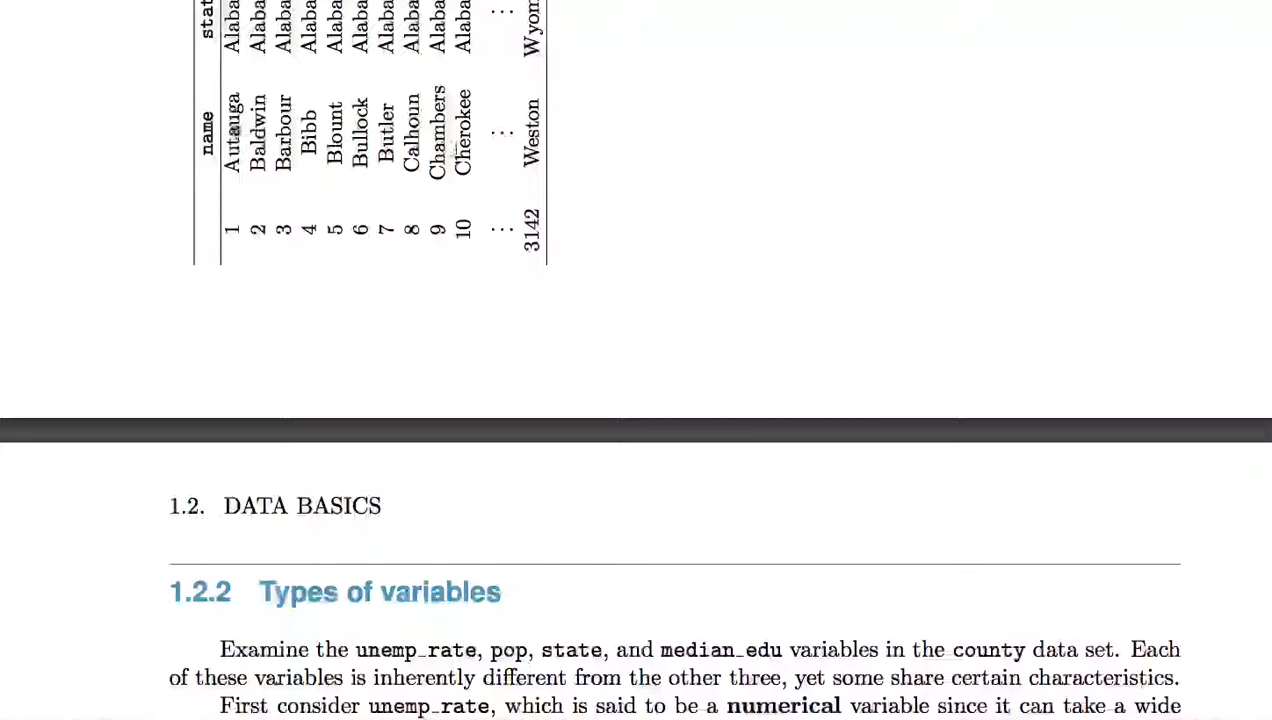 name stat
1 Autauga Alaba
2 Baldwin Alaba
3 Barbour Alaba
4 Bibb Alaba
5 Blount Alaba
6 Bullock Alaba
7 Butler Alaba
8 Calhoun Alaba
9 Chambers Alaba
10 Cherokee Alaba
⋮ ⋮ ⋮
3142 Weston Wyom
1.2. DATA BASICS
1.2.2 Types of variables
Examine the unemp_rate, pop, state, and median_edu variables in the county data set. Each
of these variables is inherently different from the other three, yet some share certain characteristics.
First consider unemp_rate, which is said to be a numerical variable since it can take a wide